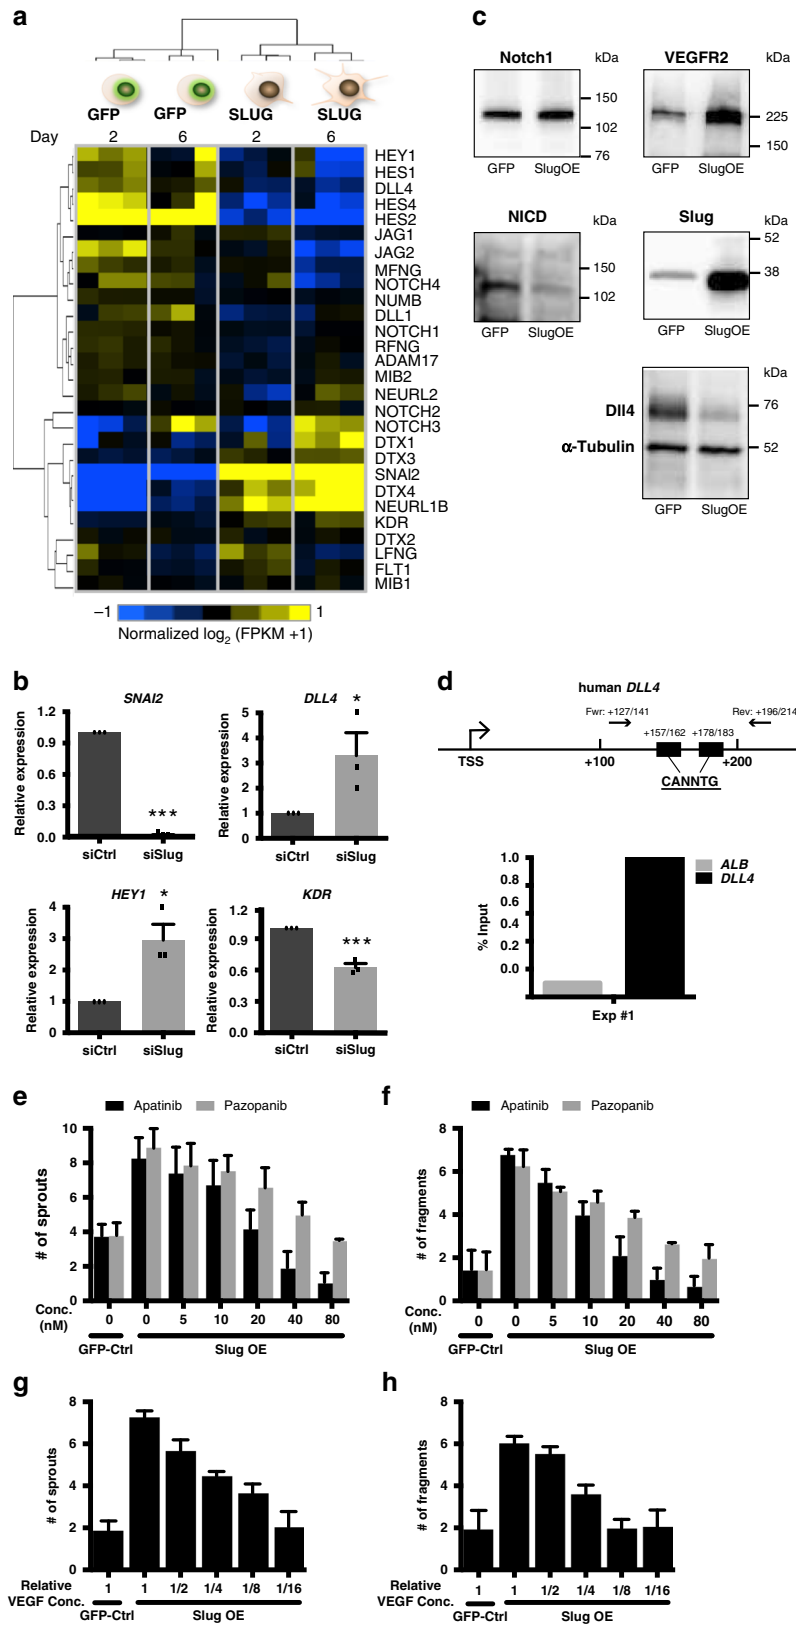 a
GFP GFP SLUG SLUG
Day 2 6 2 6
HEY1
HES1
DLL4
HES4
HES2
JAG1
JAG2
MFNG
NOTCH4
NUMB
DLL1
NOTCH1
RFNG
ADAM17
MIB2
NEURL2
NOTCH2
NOTCH3
DTX1
DTX3
SNAI2
DTX4
NEURL1B
KDR
DTX2
LFNG
FLT1
MIB1
−1 1
Normalized log2 (FPKM +1)
b
SNAI2
Relative expression
1.2
0.9
0.6
0.3
0.0
***
siCtrl siSlug
DLL4
Relative expression
5
4
3
2
1
0
*
siCtrl siSlug
HEY1
Relative expression
4
3
2
1
0
*
siCtrl siSlug
KDR
Relative expression
1.2
0.9
0.6
0.3
0
***
siCtrl siSlug
c
Notch1 kDa
150
102
76
GFP SlugOE
VEGFR2 kDa
225
150
GFP SlugOE
NICD kDa
150
102
GFP SlugOE
Slug kDa
52
38
GFP SlugOE
kDa
Dll4 76
α-Tubulin 52
GFP SlugOE
d
human DLL4
Fwr: +127/141 Rev: +196/214
+157/162 +178/183
TSS +100 +200
CANNTG
% Input
1.0
0.8
0.6
0.4
0.2
0.0
ALB
DLL4
Exp #1
e
Apatinib Pazopanib
# of sprouts
10
8
6
4
2
0
Conc. (nM) 0 0 5 10 20 40 80
GFP-Ctrl Slug OE
f
Apatinib Pazopanib
# of fragments
8
6
4
2
0
Conc. (nM) 0 0 5 10 20 40 80
GFP-Ctrl Slug OE
g
# of sprouts
8
6
4
2
0
Relative VEGF Conc. 1 1 1/2 1/4 1/8 1/16
GFP-Ctrl Slug OE
h
# of fragments
8
6
4
2
0
Relative VEGF Conc. 1 1 1/2 1/4 1/8 1/16
GFP-Ctrl Slug OE